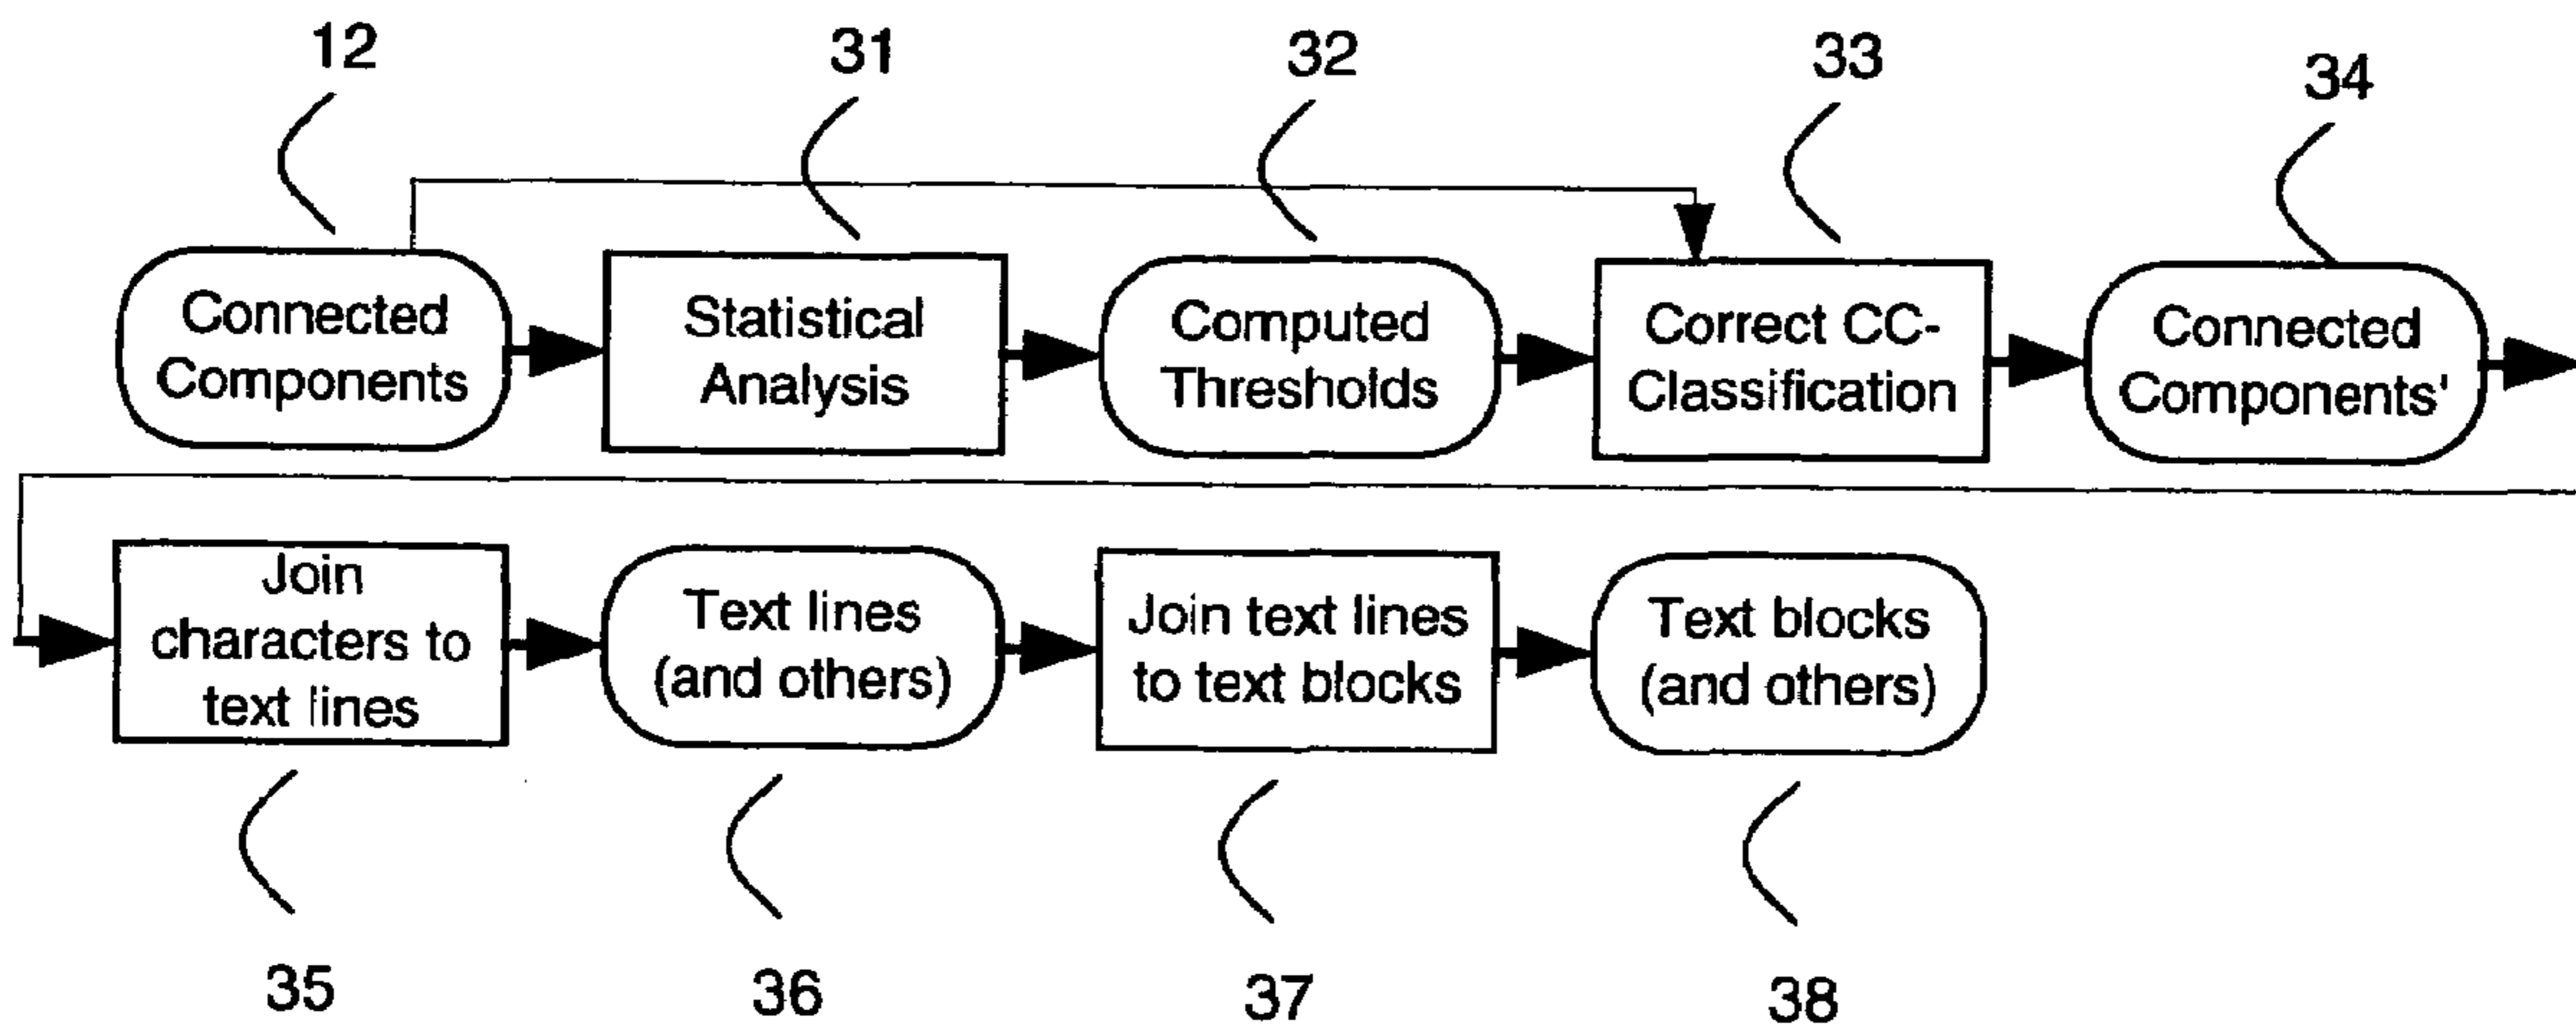 12 31 32 33 34
Connected
Components
Statistical
Analysis
Computed
Thresholds
Correct CC-
Classification
Connected
Components'
Join
characters to
text lines
Text lines
(and others)
Join text lines
to text blocks
Text blocks
(and others)
35 36 37 38